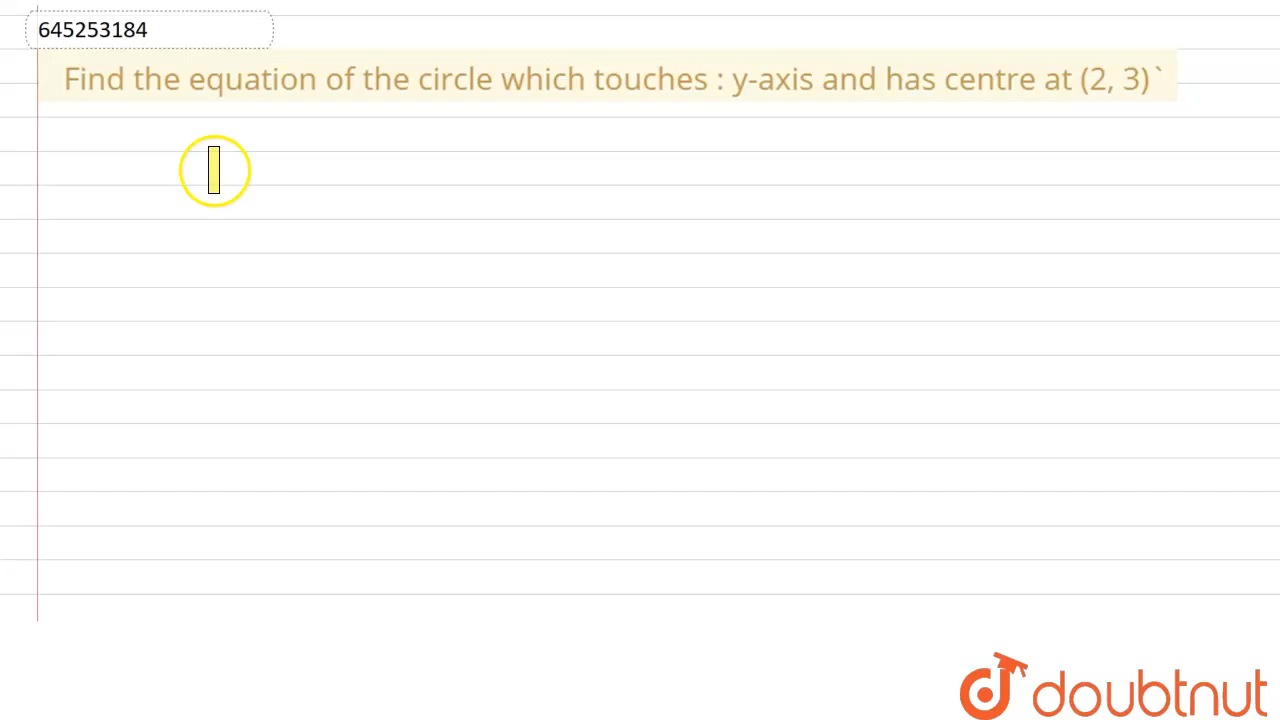 645253184
Find the equation of the circle which touches : y-axis and has centre at (2, 3)`
doubtnut